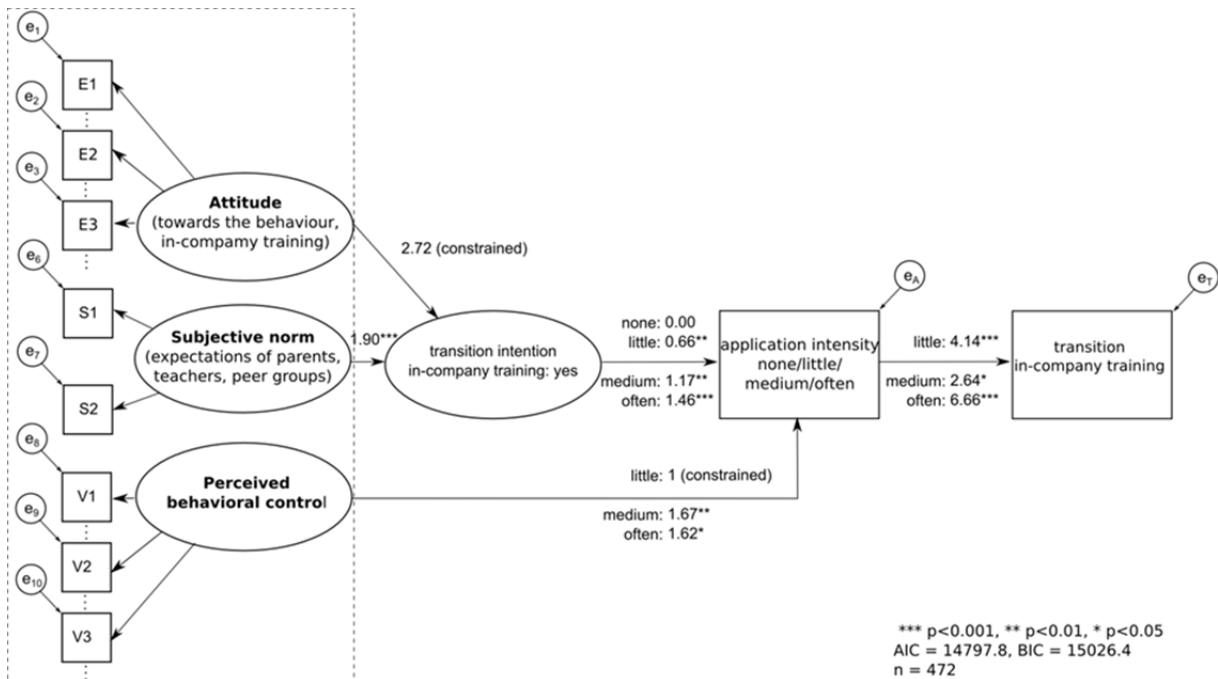 e1
E1
e2
E2
e3
E3
Attitude
(towards the behaviour,
in-compamy training)
2.72 (constrained)
e6
S1
e7
S2
Subjective norm
(expectations of parents,
teachers, peer groups)
1.90***
transition intention
in-company training: yes
none: 0.00
little: 0.66**
medium: 1.17**
often: 1.46***
eA
application intensity
none/little/
medium/often
little: 4.14***
medium: 2.64*
often: 6.66***
eT
transition
in-company training
e8
V1
e9
V2
e10
V3
Perceived
behavioral control
little: 1 (constrained)
medium: 1.67**
often: 1.62*
*** p<0.001, ** p<0.01, * p<0.05
AIC = 14797.8, BIC = 15026.4
n = 472